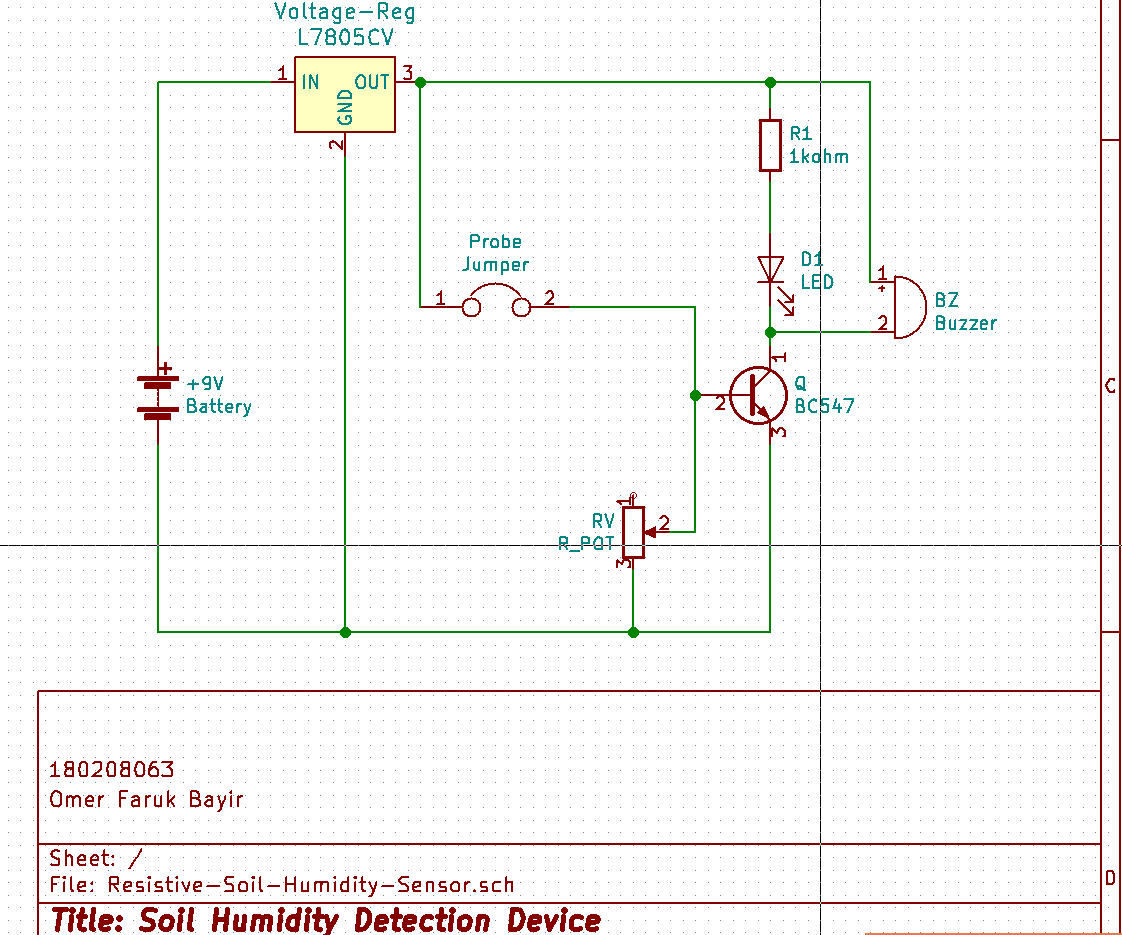 Voltage-Reg
L7805CV
1 IN OUT 3
GND
2
R1
1kohm
Probe
Jumper
1 2
D1
LED
1
+
2
BZ
Buzzer
+
+9V
Battery
1
2
3
Q
BC547
C
1
RV
R_POT
2
3
180208063
Omer Faruk Bayir
Sheet: /
File: Resistive-Soil-Humidity-Sensor.sch
D
Title: Soil Humidity Detection Device